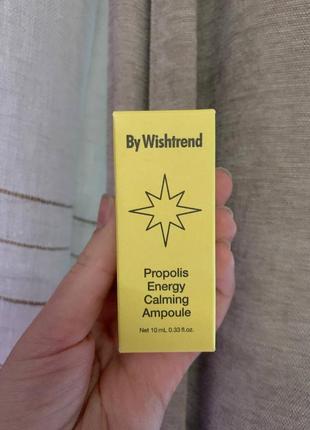 By Wishtrend
Propolis
Energy
Calming
Ampoule
Net 10 mL 0.33 fl.oz.